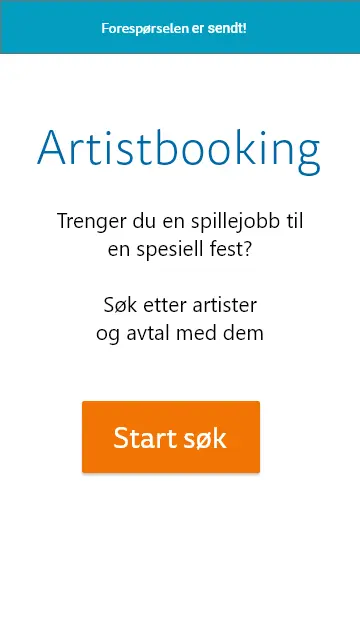 Forespørselen er sendt!
Artistbooking
Trenger du en spillejobb til
en spesiell fest?
Søk etter artister
og avtal med dem
Start søk